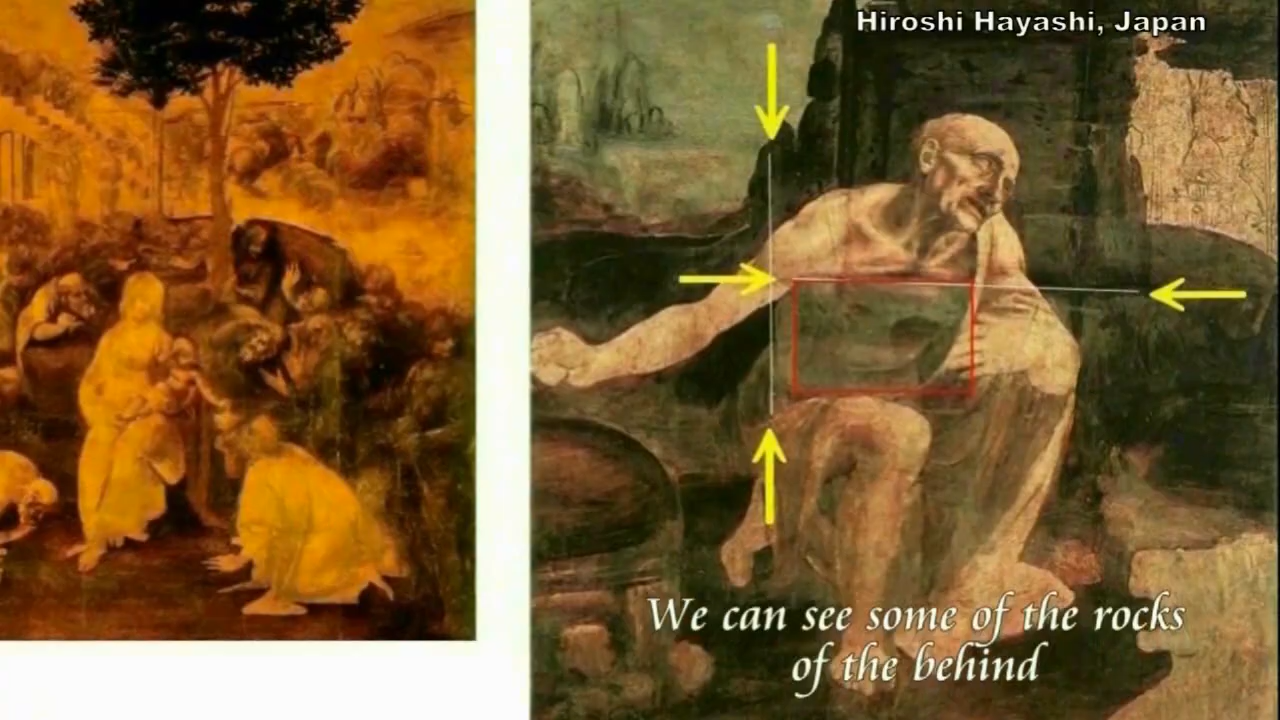 Hiroshi Hayashi, Japan
We can see some of the rocks
of the behind